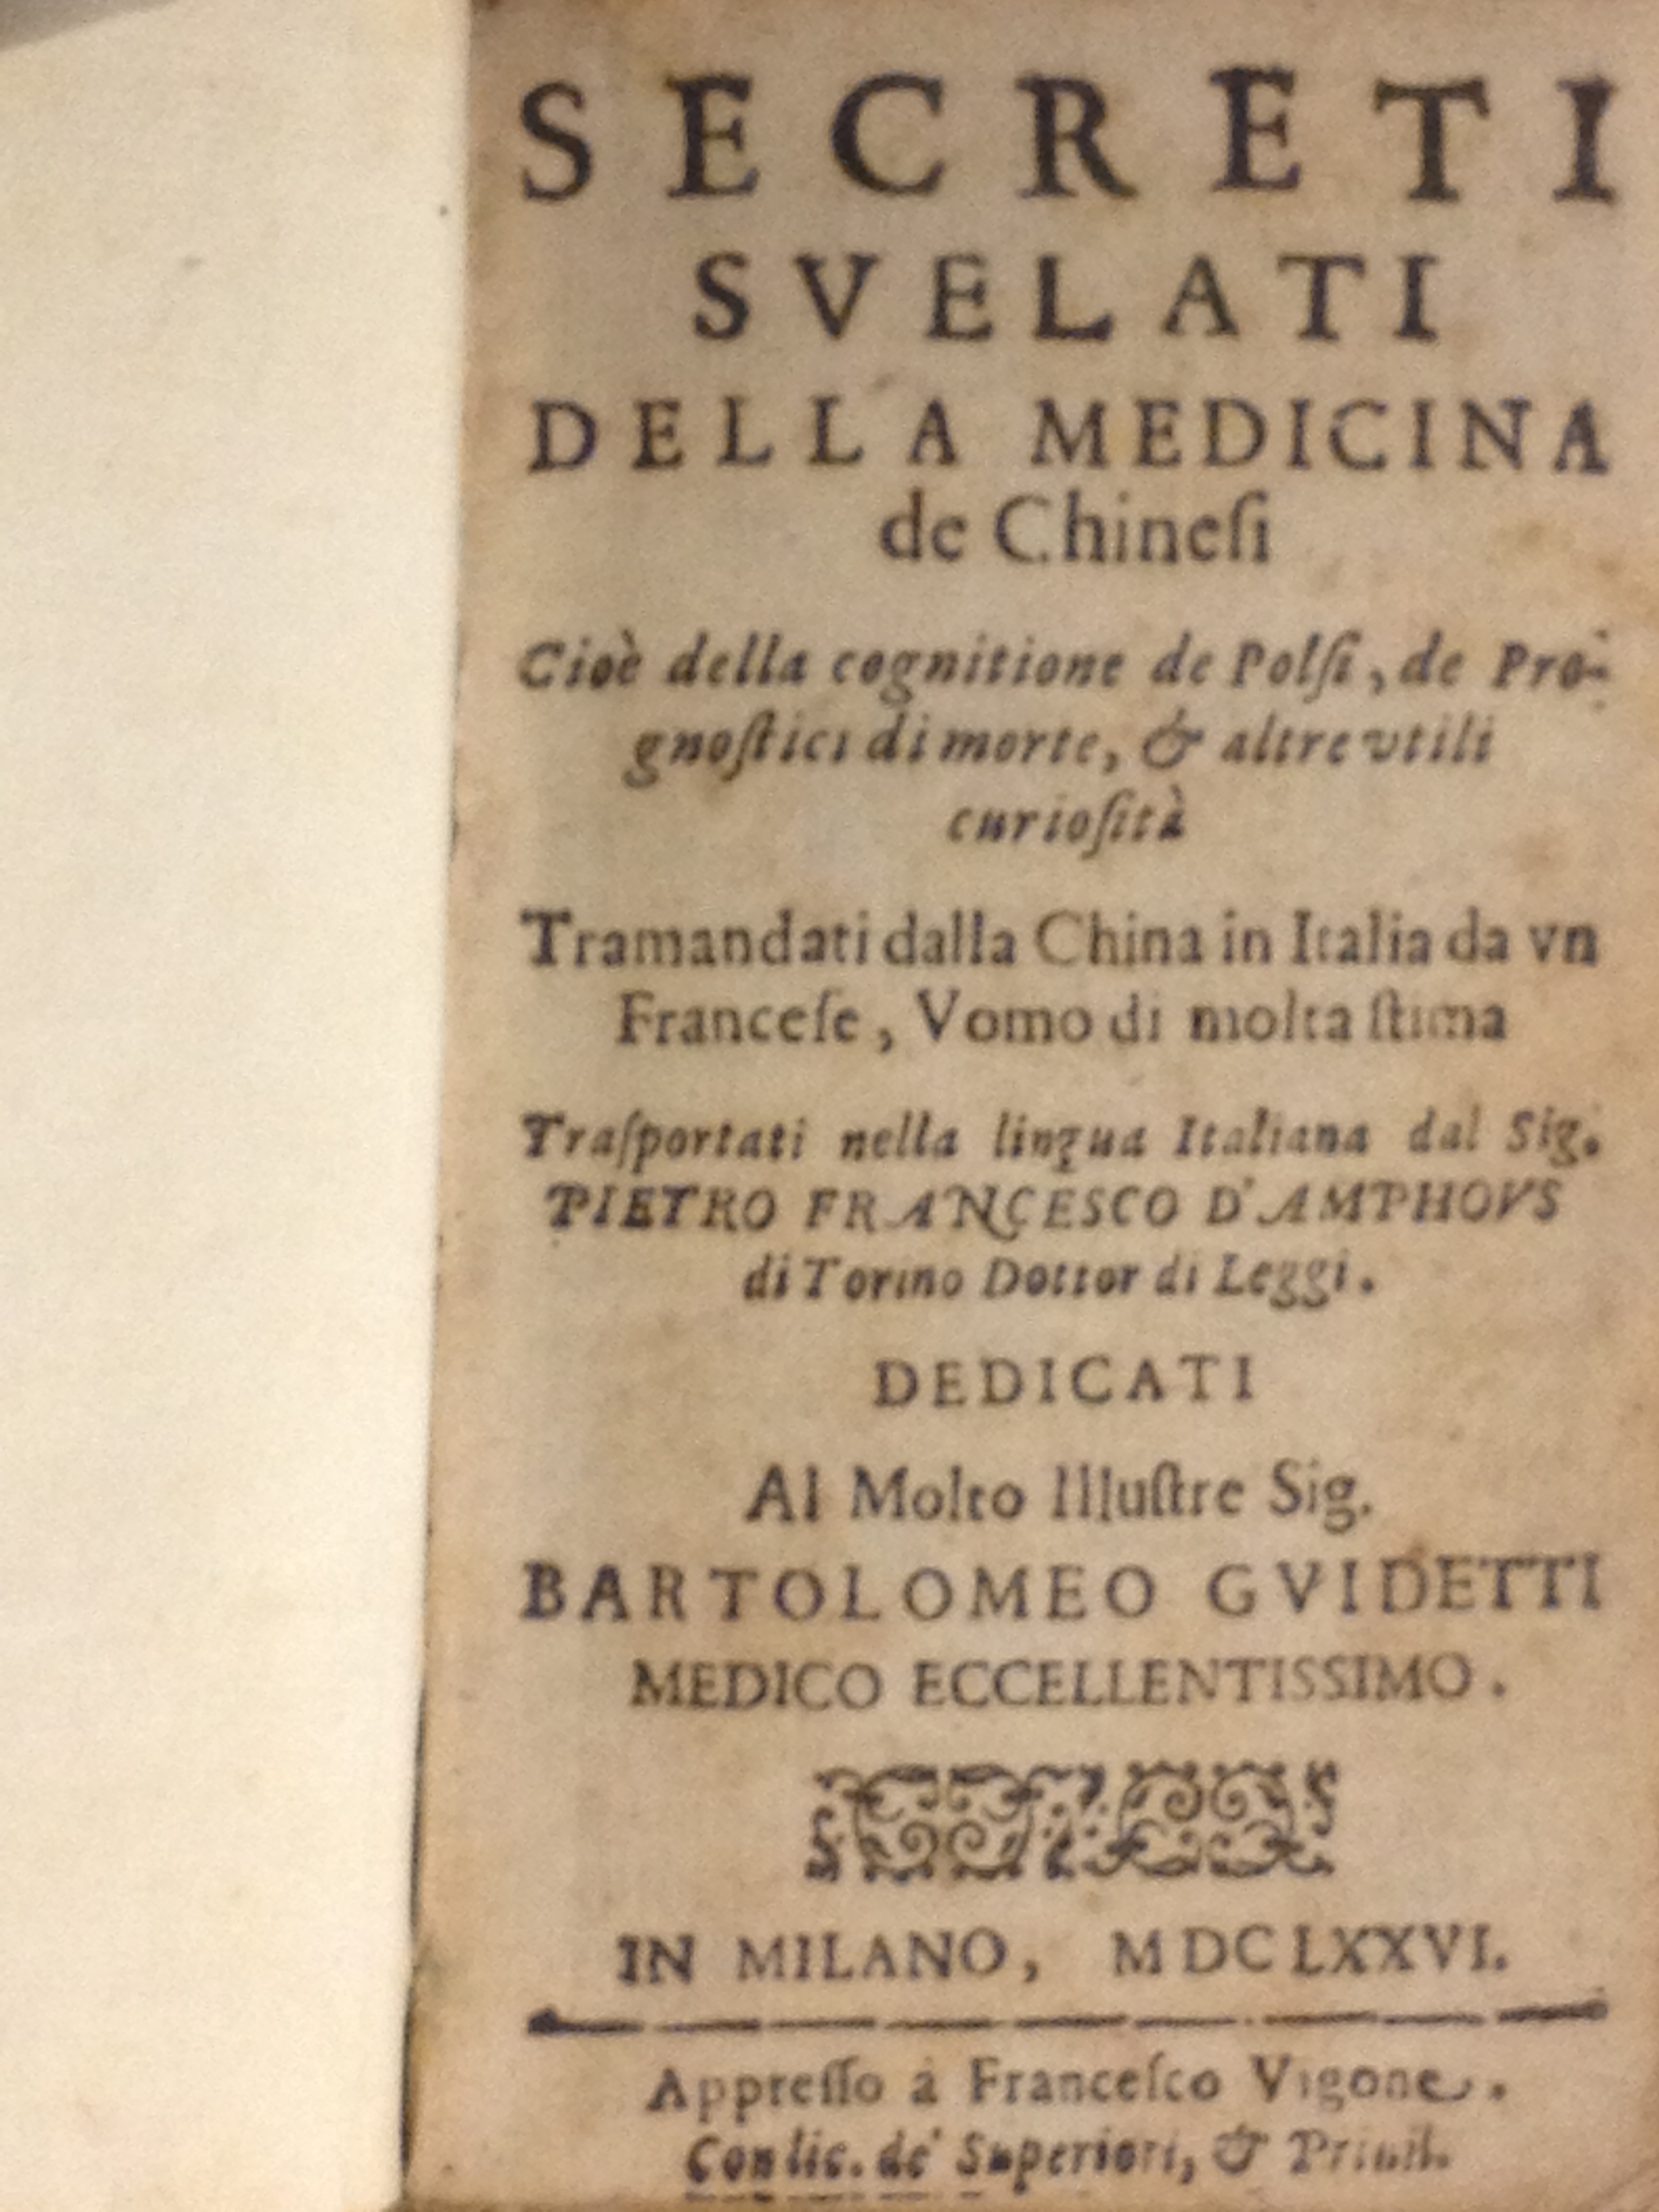 SECRETI
SVELATI
DELLA MEDICINA
de Chineſi
Cioè della cognitione de Polſi, de Pro-
gnoſtici di morte, & altre vtili
curioſità
Tramandati dalla China in Italia da vn
Franceſe, Vomo di molta ſtima
Traſportati nella lingua Italiana dal Sig.
PIETRO FRANCESCO D'AMPHOVS
di Torino Dottor di Leggi.
DEDICATI
Al Molto Illuſtre Sig.
BARTOLOMEO GVIDETTI
MEDICO ECCELLENTISSIMO.
IN MILANO, MDCLXXVI.
Appreſſo a Franceſco Vigone.
Con lic. de' Superiori, & Priuil.